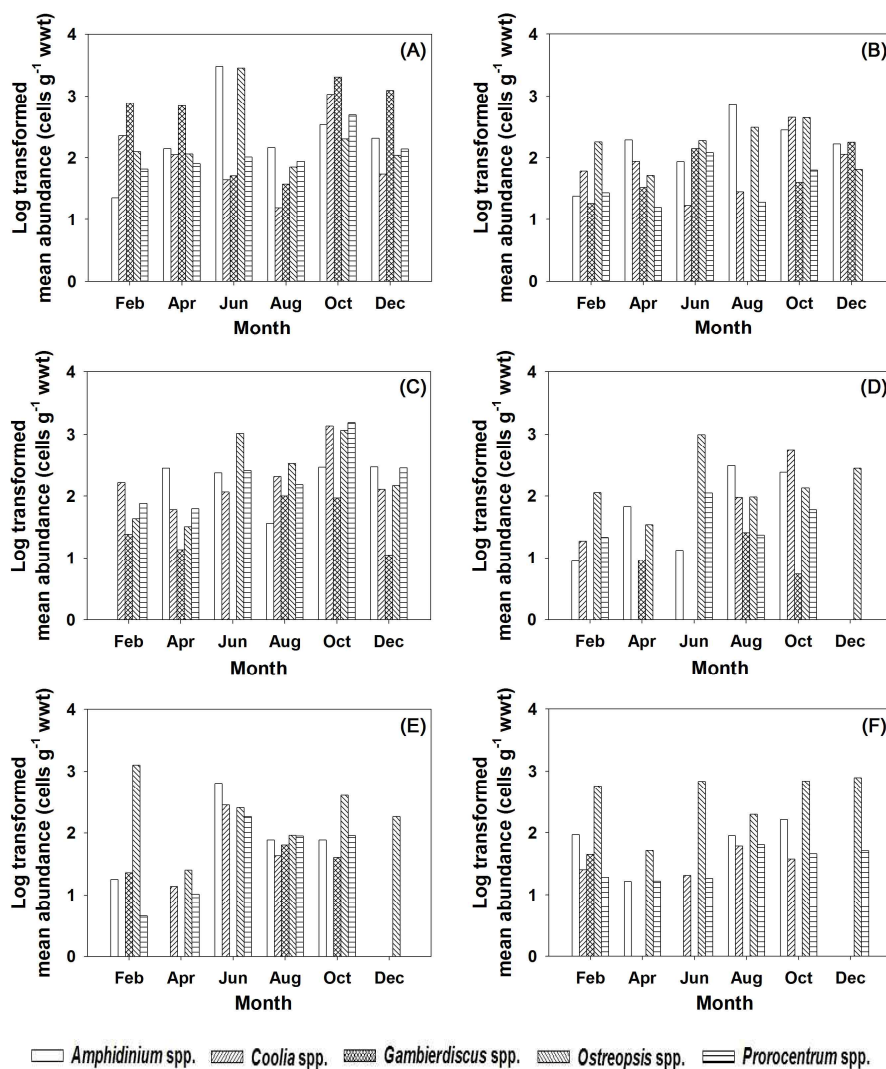 (A)
Log transformed
mean abundance (cells g-1 wwt)
4
3
2
1
0
Feb Apr Jun Aug Oct Dec
Month
(B)
Log transformed
mean abundance (cells g-1 wwt)
4
3
2
1
0
Feb Apr Jun Aug Oct Dec
Month
(C)
Log transformed
mean abundance (cells g-1 wwt)
4
3
2
1
0
Feb Apr Jun Aug Oct Dec
Month
(D)
Log transformed
mean abundance (cells g-1 wwt)
4
3
2
1
0
Feb Apr Jun Aug Oct Dec
Month
(E)
Log transformed
mean abundance (cells g-1 wwt)
4
3
2
1
0
Feb Apr Jun Aug Oct Dec
Month
(F)
Log transformed
mean abundance (cells g-1 wwt)
4
3
2
1
0
Feb Apr Jun Aug Oct Dec
Month
Amphidinium spp. Coolia spp. Gambierdiscus spp. Ostreopsis spp. Prorocentrum spp.